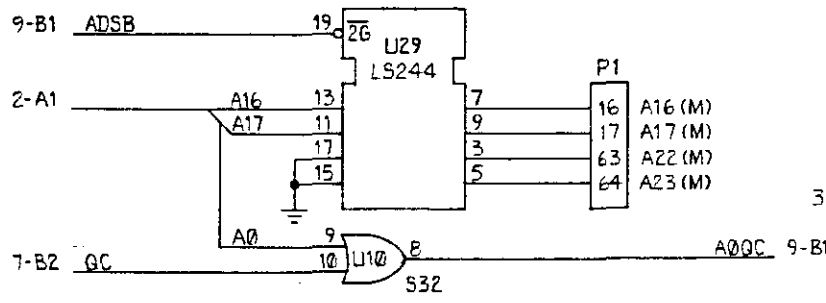 9-B1 ADSB 19 2G
U29
LS244
P1
2-A1 A16 13 7 16 A16(M)
A17 11 9 17 A17(M)
17 3 63 A22(M)
15 5 64 A23(M)
3
A0 9
7-B2 QC 10 U10 8 A0QC 9-B1
S32